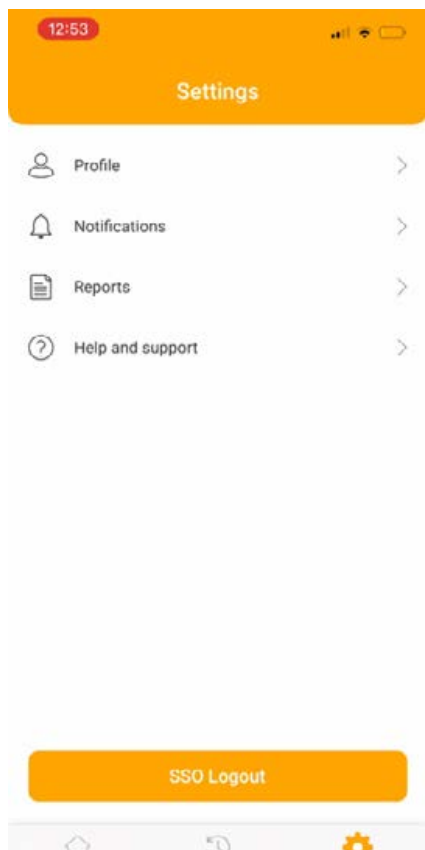 12:53
Settings
Profile
Notifications
Reports
Help and support
SSO Logout